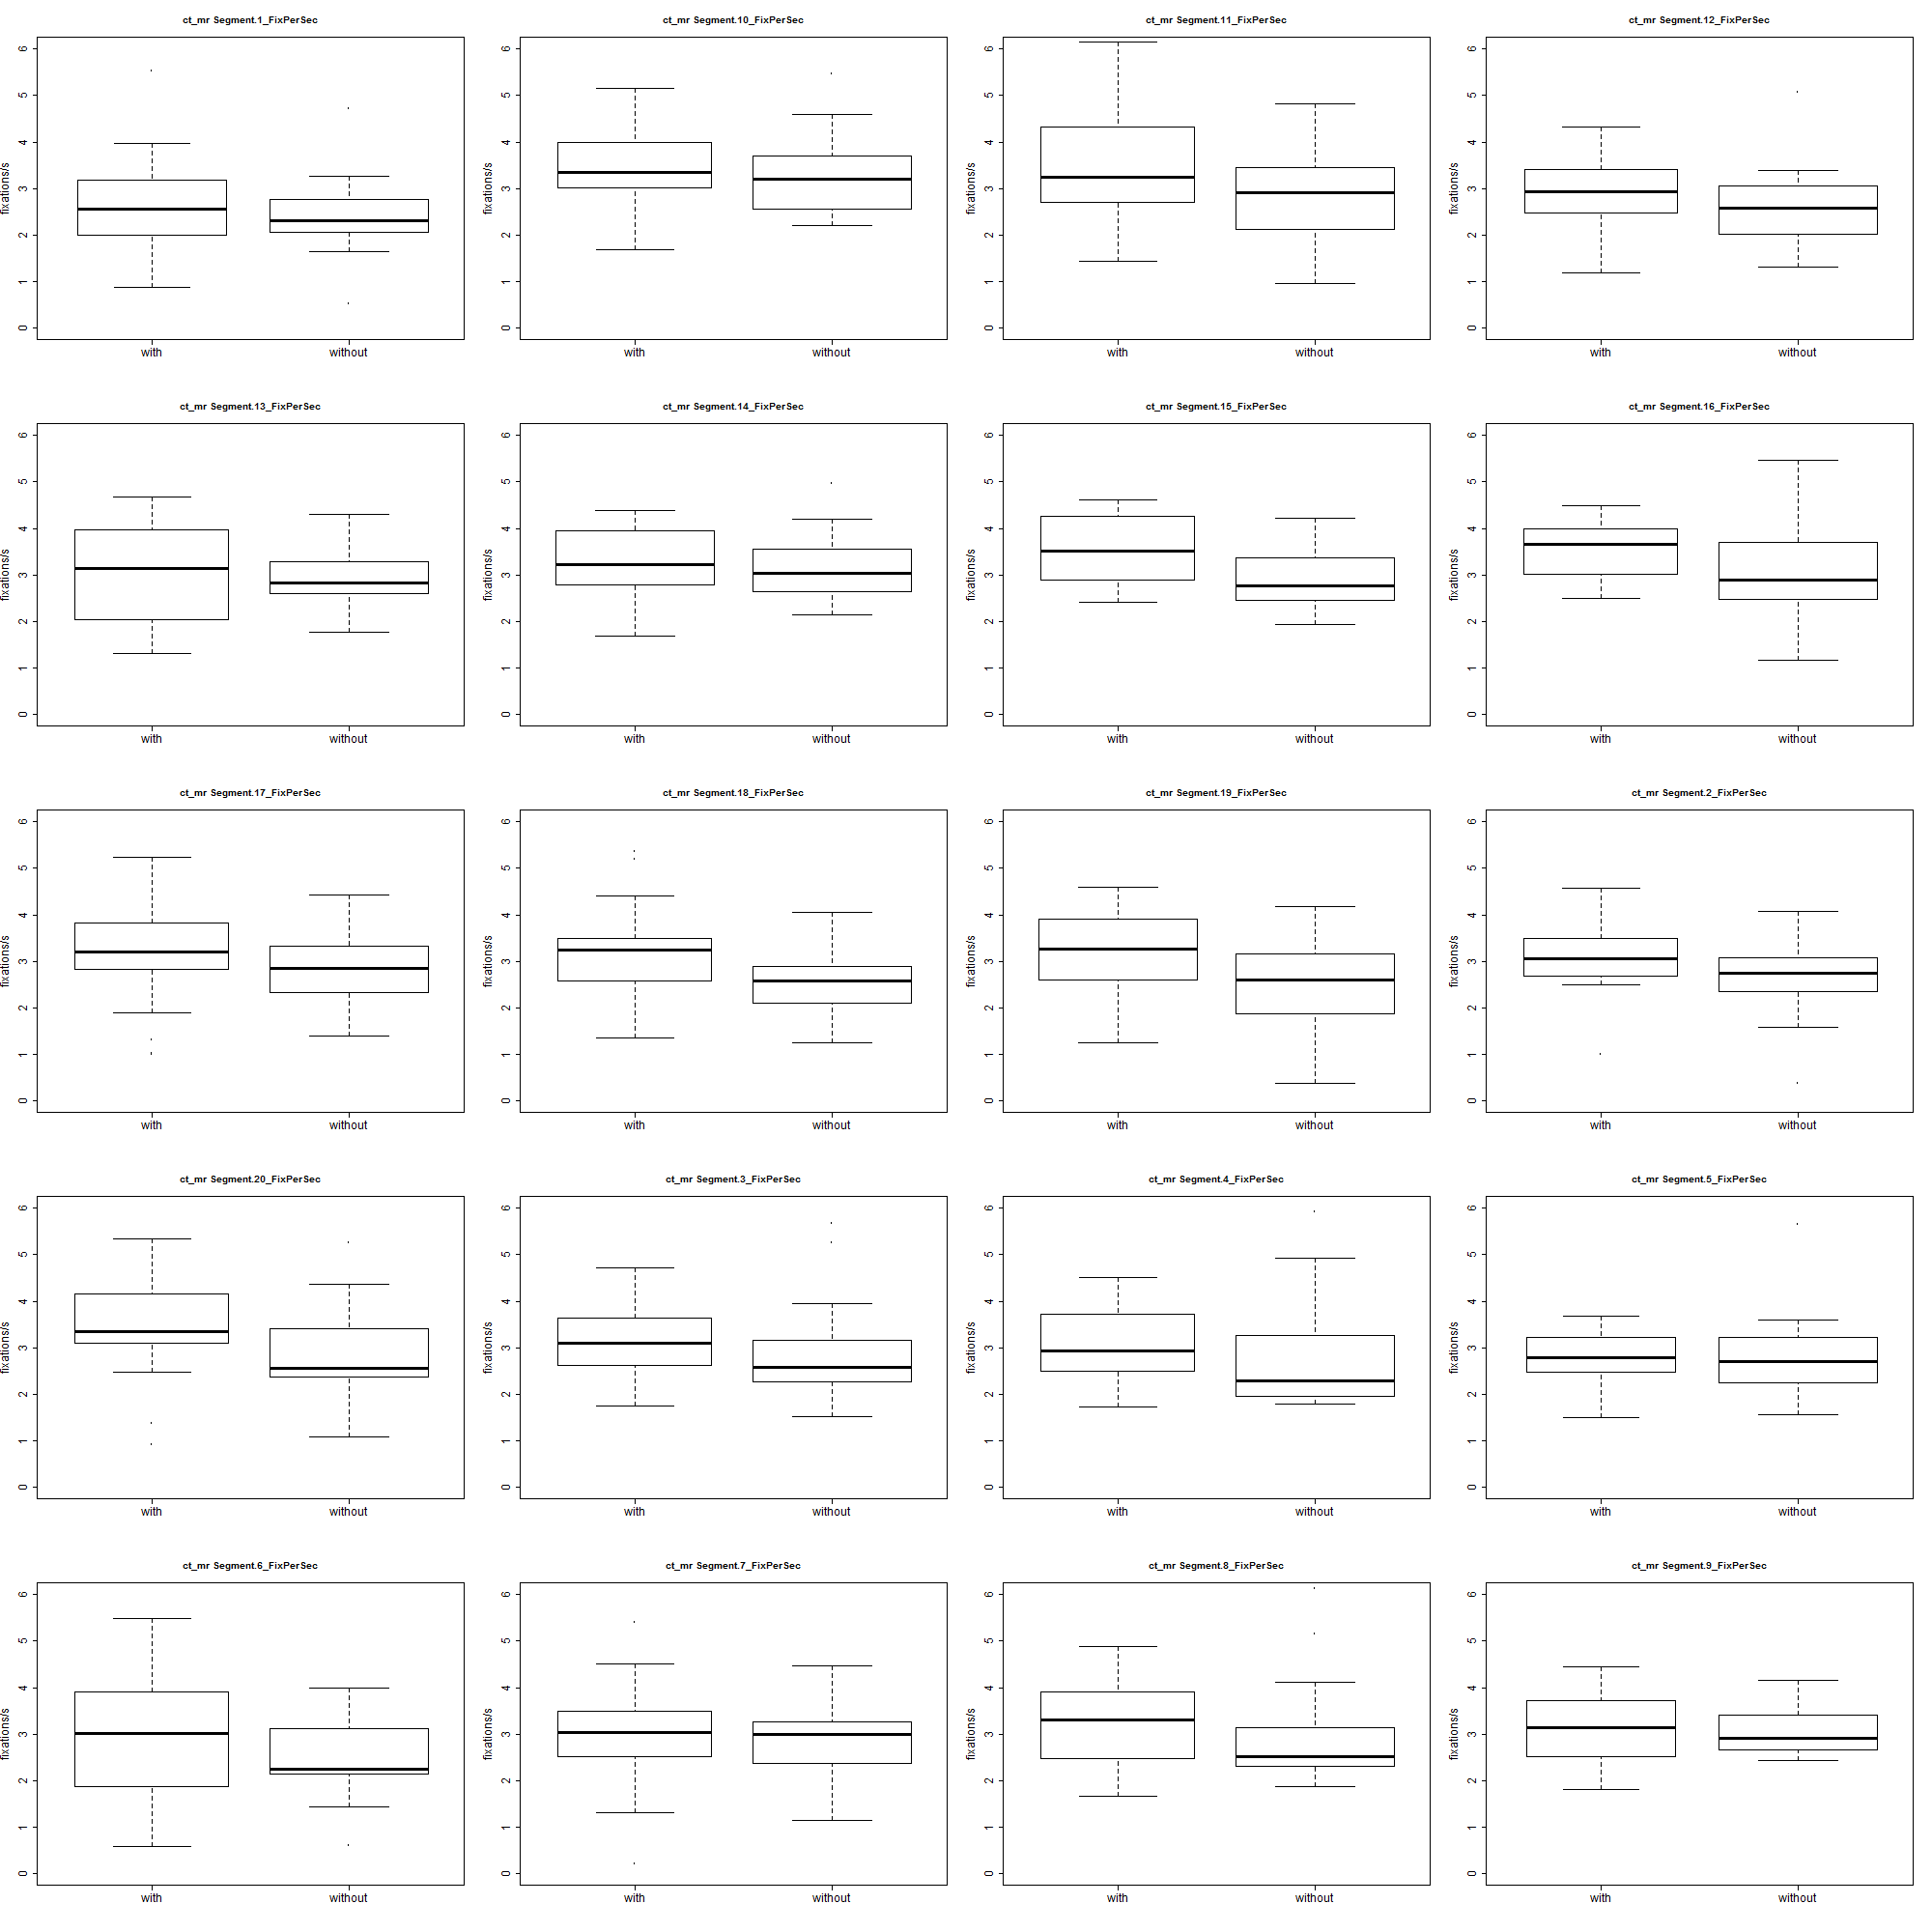 ct_mr Segment.1_FixPerSec
fixations/s
6
5
4
3
2
1
0
with without
ct_mr Segment.10_FixPerSec
fixations/s
6
5
4
3
2
1
0
with without
ct_mr Segment.11_FixPerSec
fixations/s
6
5
4
3
2
1
0
with without
ct_mr Segment.12_FixPerSec
fixations/s
6
5
4
3
2
1
0
with without
ct_mr Segment.13_FixPerSec
fixations/s
6
5
4
3
2
1
0
with without
ct_mr Segment.14_FixPerSec
fixations/s
6
5
4
3
2
1
0
with without
ct_mr Segment.15_FixPerSec
fixations/s
6
5
4
3
2
1
0
with without
ct_mr Segment.16_FixPerSec
fixations/s
6
5
4
3
2
1
0
with without
ct_mr Segment.17_FixPerSec
fixations/s
6
5
4
3
2
1
0
with without
ct_mr Segment.18_FixPerSec
fixations/s
6
5
4
3
2
1
0
with without
ct_mr Segment.19_FixPerSec
fixations/s
6
5
4
3
2
1
0
with without
ct_mr Segment.2_FixPerSec
fixations/s
6
5
4
3
2
1
0
with without
ct_mr Segment.20_FixPerSec
fixations/s
6
5
4
3
2
1
0
with without
ct_mr Segment.3_FixPerSec
fixations/s
6
5
4
3
2
1
0
with without
ct_mr Segment.4_FixPerSec
fixations/s
6
5
4
3
2
1
0
with without
ct_mr Segment.5_FixPerSec
fixations/s
6
5
4
3
2
1
0
with without
ct_mr Segment.6_FixPerSec
fixations/s
6
5
4
3
2
1
0
with without
ct_mr Segment.7_FixPerSec
fixations/s
6
5
4
3
2
1
0
with without
ct_mr Segment.8_FixPerSec
fixations/s
6
5
4
3
2
1
0
with without
ct_mr Segment.9_FixPerSec
fixations/s
6
5
4
3
2
1
0
with without